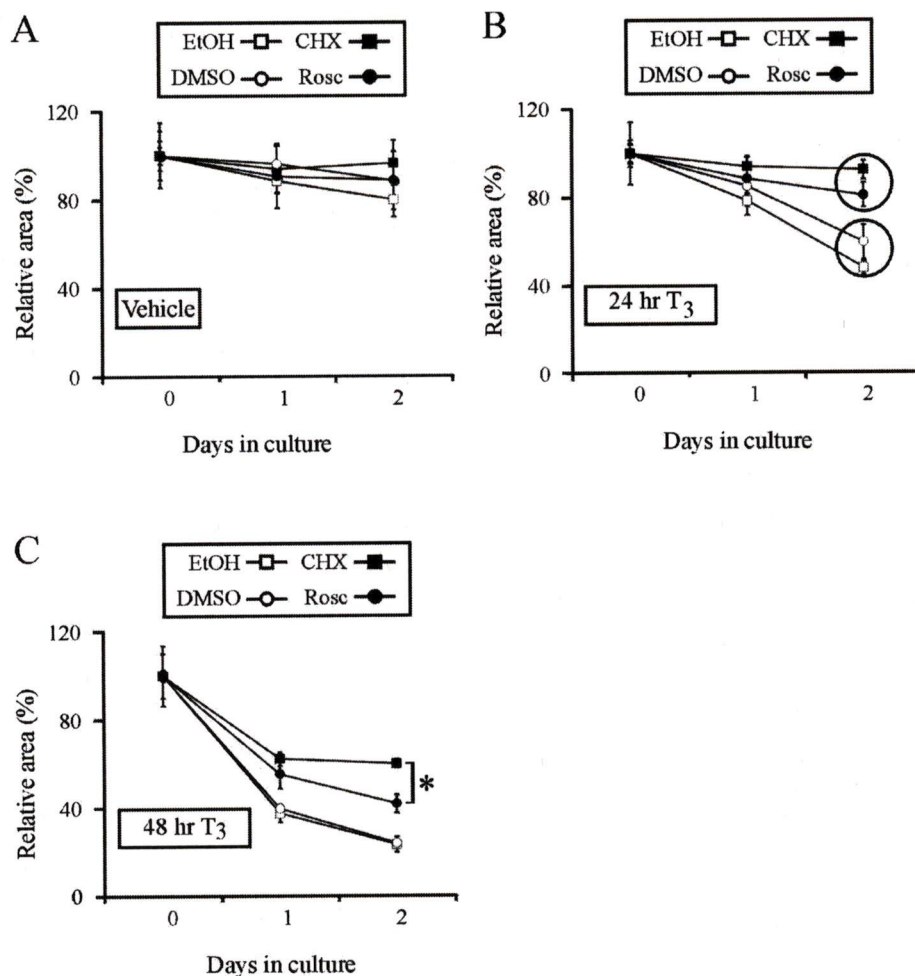 A
EtOH CHX
DMSO Rosc
120
80
40
0
Relative area (%)
Vehicle
0 1 2
Days in culture
B
EtOH CHX
DMSO Rosc
120
80
40
0
Relative area (%)
24 hr T3
0 1 2
Days in culture
C
EtOH CHX
DMSO Rosc
120
80
40
0
Relative area (%)
48 hr T3
*
0 1 2
Days in culture